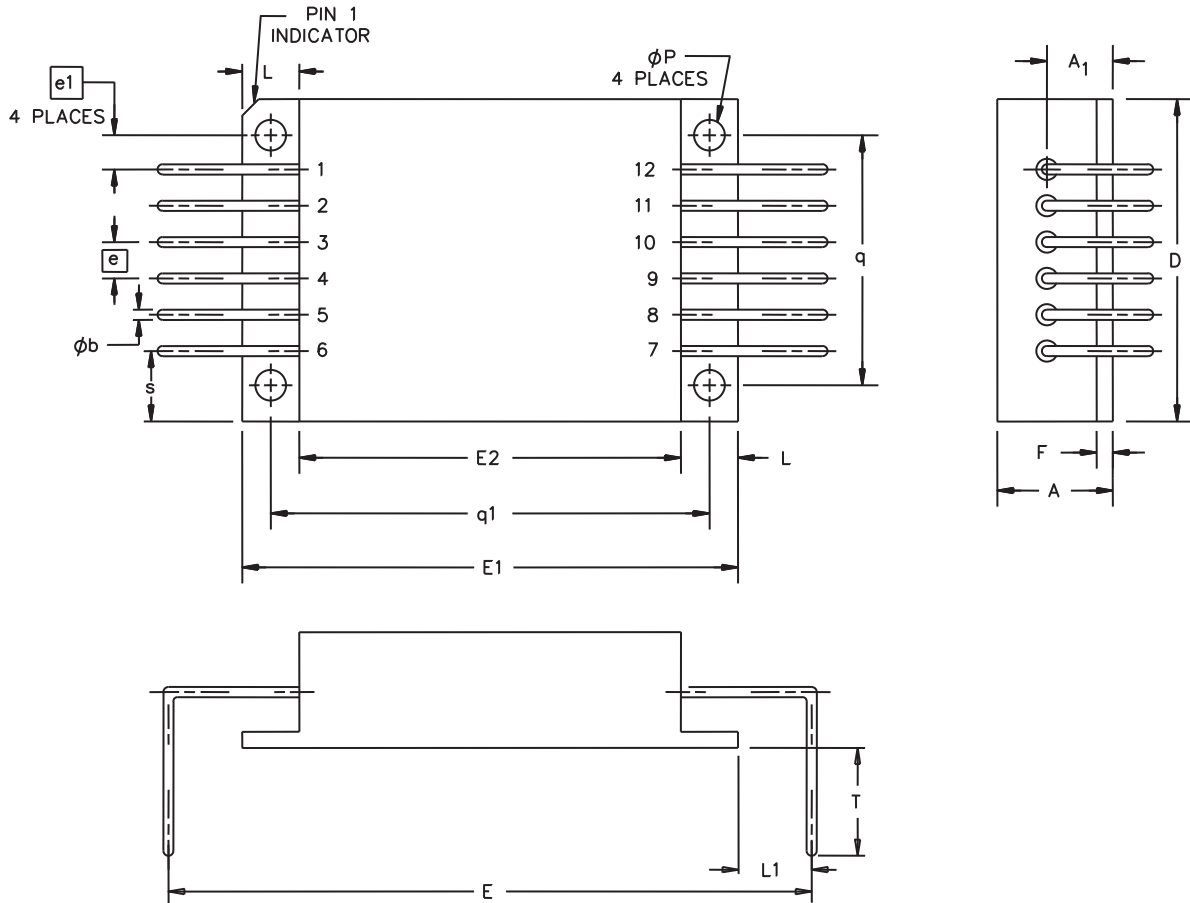 PIN 1
INDICATOR
L
e1
4 PLACES
ϕP
4 PLACES
A1
1
2
3
4
5
6
12
11
10
9
8
7
e
ϕb
s
q
D
E2
L
q1
E1
F
A
T
L1
E